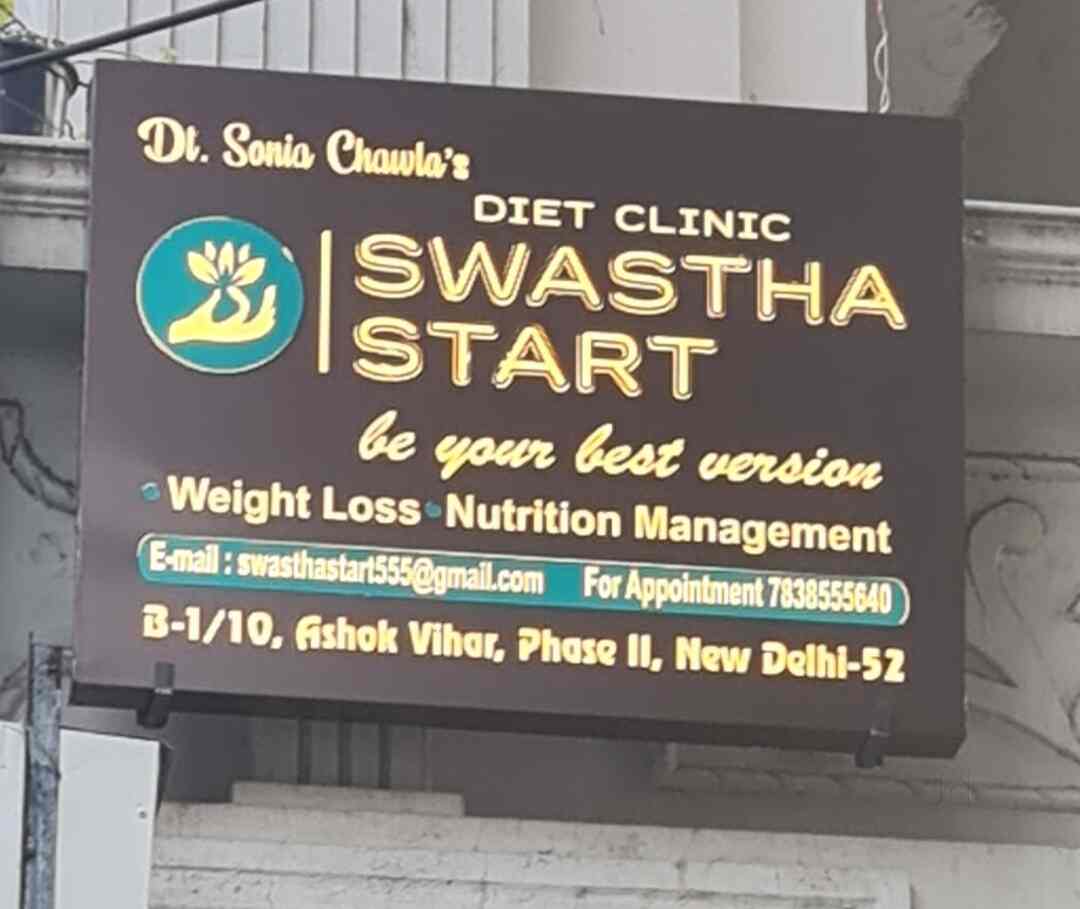 Dt. Sonia Chawla's
DIET CLINIC
SWASTHA
START
be your best version
• Weight Loss • Nutrition Management
E-mail : swasthastart555@gmail.com For Appointment 7838555640
B-1/10, Ashok Vihar, Phase II, New Delhi-52